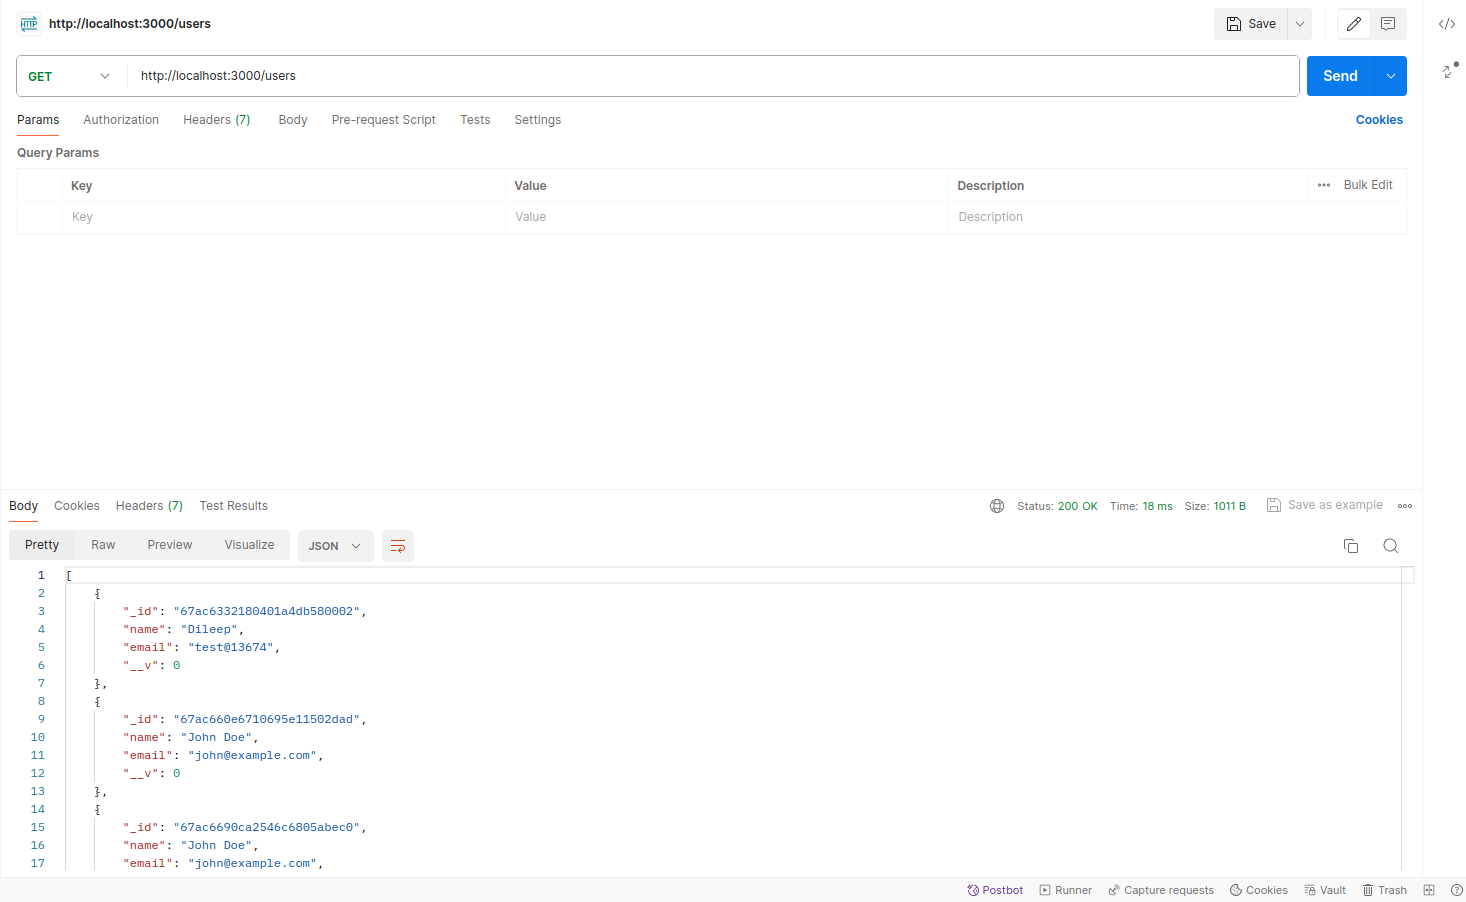 HTTP http://localhost:3000/users Save
GET http://localhost:3000/users Send
Params Authorization Headers (7) Body Pre-request Script Tests Settings Cookies
Query Params
Key Value Description ••• Bulk Edit
Key Value Description
Body Cookies Headers (7) Test Results Status: 200 OK Time: 18 ms Size: 1011 B Save as example
Pretty Raw Preview Visualize JSON
1 [
2 {
3 "_id": "67ac6332180401a4db580002",
4 "name": "Dileep",
5 "email": "test@13674",
6 "__v": 0
7 },
8 {
9 "_id": "67ac660e6710695e11502dad",
10 "name": "John Doe",
11 "email": "john@example.com",
12 "__v": 0
13 },
14 {
15 "_id": "67ac6690ca2546c6805abec0",
16 "name": "John Doe",
17 "email": "john@example.com",
Postbot Runner Capture requests Cookies Vault Trash